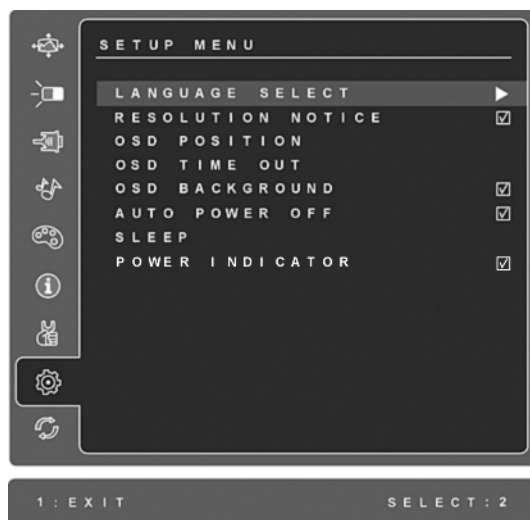 SETUP MENU
LANGUAGE SELECT
RESOLUTION NOTICE
OSD POSITION
OSD TIME OUT
OSD BACKGROUND
AUTO POWER OFF
SLEEP
POWER INDICATOR
1:EXIT SELECT:2